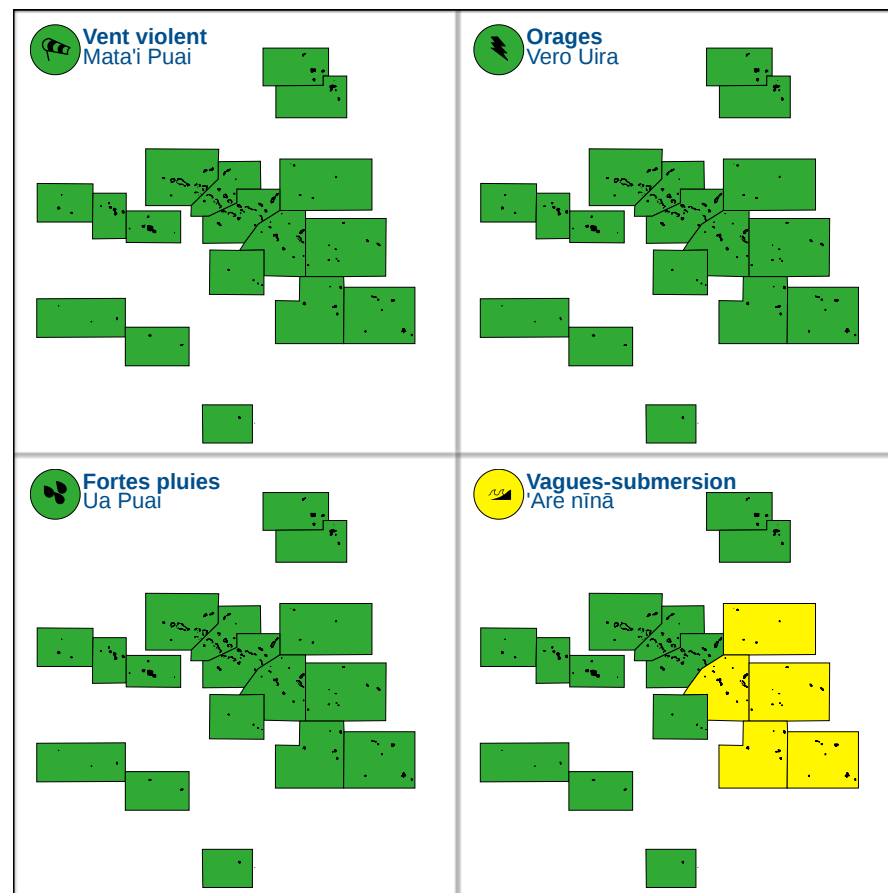 Vent violent
Mata'i Puai
Orages
Vero Uira
Fortes pluies
Ua Puai
Vagues-submersion
'Are nīnā